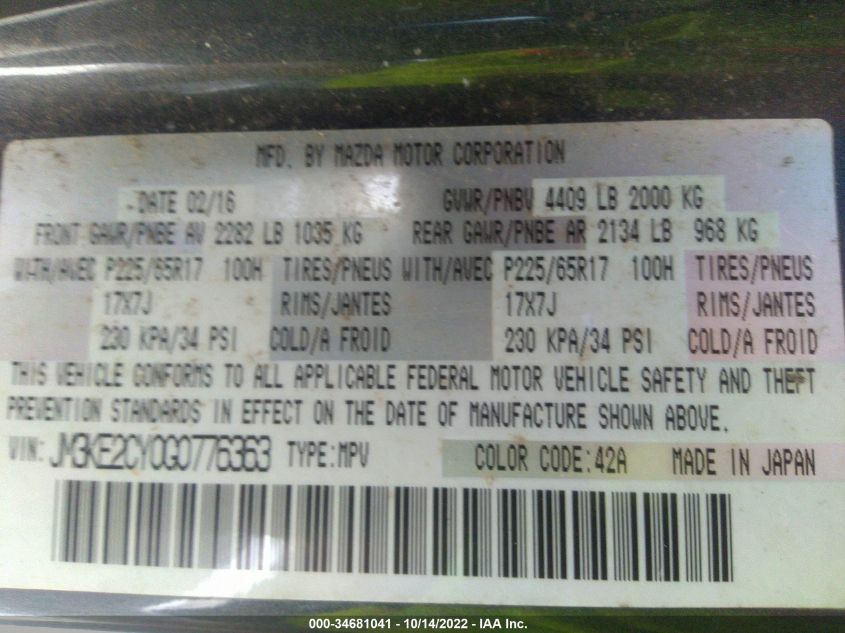 MFD. BY MAZDA MOTOR CORPORATION
DATE 02/16 GVWR/PNBV 4409 LB 2000 KG
FRONT GAWR/PNBE AV 2282 LB 1035 KG REAR GAWR/PNBE AR 2134 LB 968 KG
WITH/AVEC P225/65R17 100H TIRES/PNEUS WITH/AVEC P225/65R17 100H TIRES/PNEUS
17X7J RIMS/JANTES 17X7J RIMS/JANTES
230 KPA/34 PSI COLD/A FROID 230 KPA/34 PSI COLD/A FROID
THIS VEHICLE CONFORMS TO ALL APPLICABLE FEDERAL MOTOR VEHICLE SAFETY AND THEFT
PREVENTION STANDARDS IN EFFECT ON THE DATE OF MANUFACTURE SHOWN ABOVE.
VIN: JM3KE2CY0G0776363 TYPE:MPV COLOR CODE:42A MADE IN JAPAN
000-34681041 - 10/14/2022 - IAA Inc.